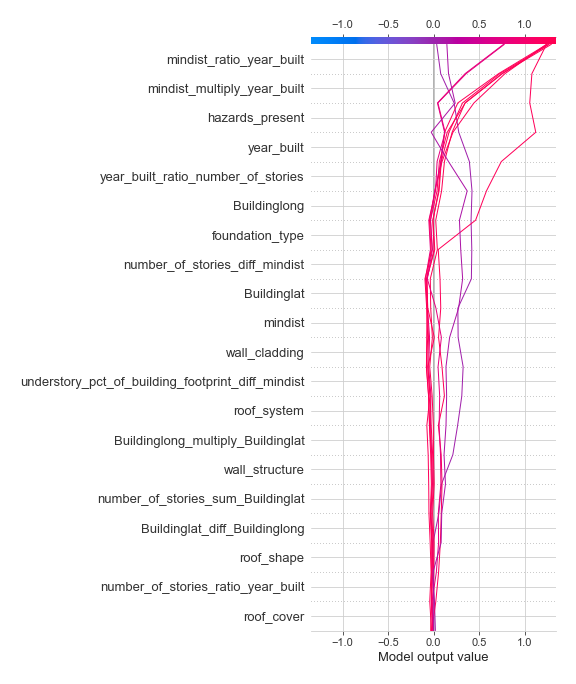 −1.0 −0.5 0.0 0.5 1.0
mindist_ratio_year_built
mindist_multiply_year_built
hazards_present
year_built
year_built_ratio_number_of_stories
Buildinglong
foundation_type
number_of_stories_diff_mindist
Buildinglat
mindist
wall_cladding
understory_pct_of_building_footprint_diff_mindist
roof_system
Buildinglong_multiply_Buildinglat
wall_structure
number_of_stories_sum_Buildinglat
Buildinglat_diff_Buildinglong
roof_shape
number_of_stories_ratio_year_built
roof_cover
−1.0 −0.5 0.0 0.5 1.0
Model output value